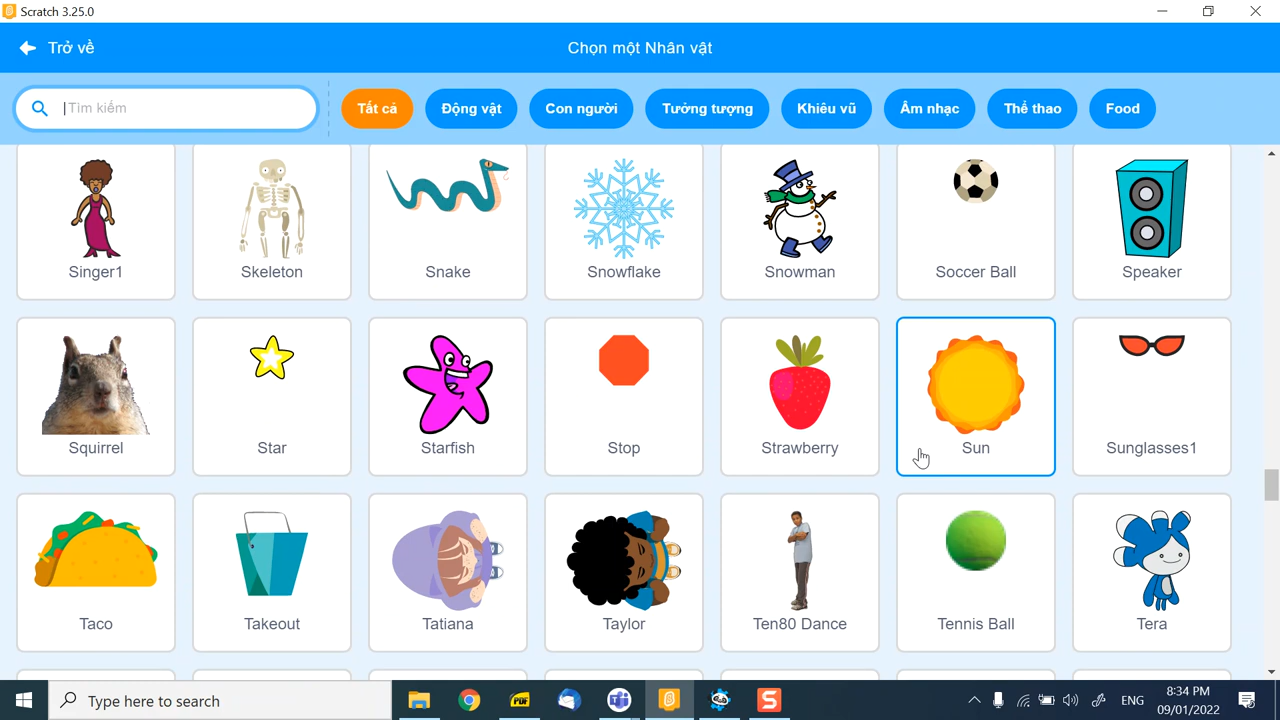 Scratch 3.25.0
Trở về
Chọn một Nhân vật
Tìm kiếm
Tất cả
Động vật
Con người
Tưởng tượng
Khiêu vũ
Âm nhạc
Thể thao
Food
Singer1
Skeleton
Snake
Snowflake
Snowman
Soccer Ball
Speaker
Squirrel
Star
Starfish
Stop
Strawberry
Sun
Sunglasses1
Taco
Takeout
Tatiana
Taylor
Ten80 Dance
Tennis Ball
Tera
Type here to search
PDF
ENG
8:34 PM
09/01/2022